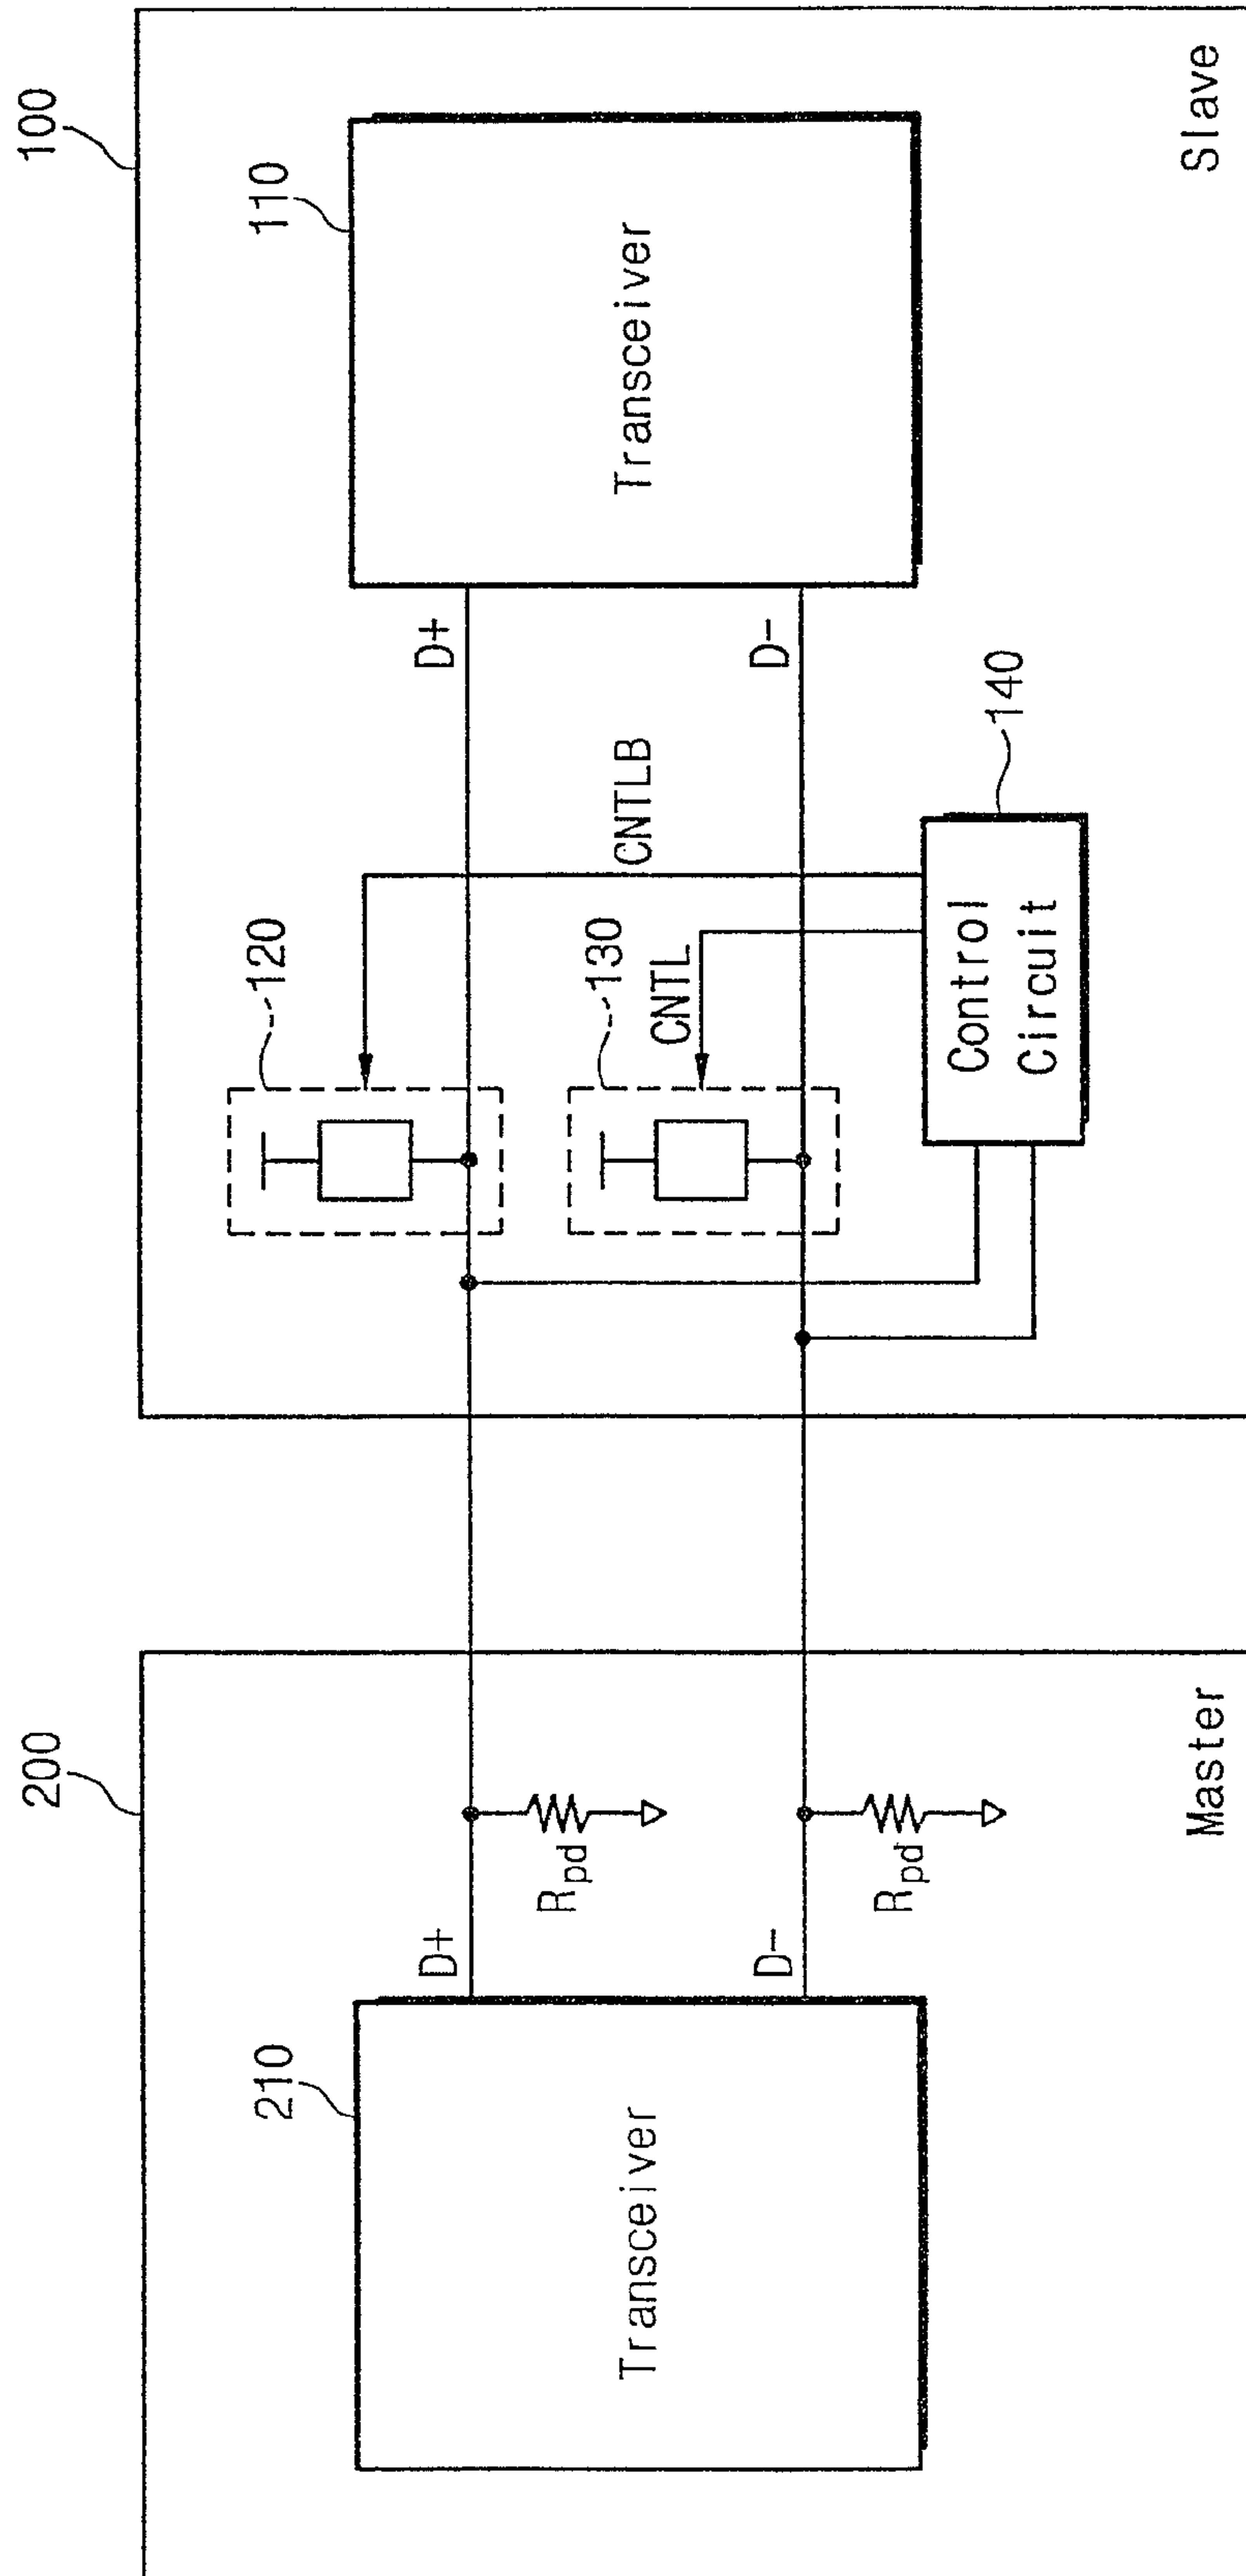 200
100
210
Transceiver
D+
D-
Rpd
Rpd
Master
120
130
CNTLB
CNTL
D+
D-
110
Transceiver
Control
Circuit
140
Slave